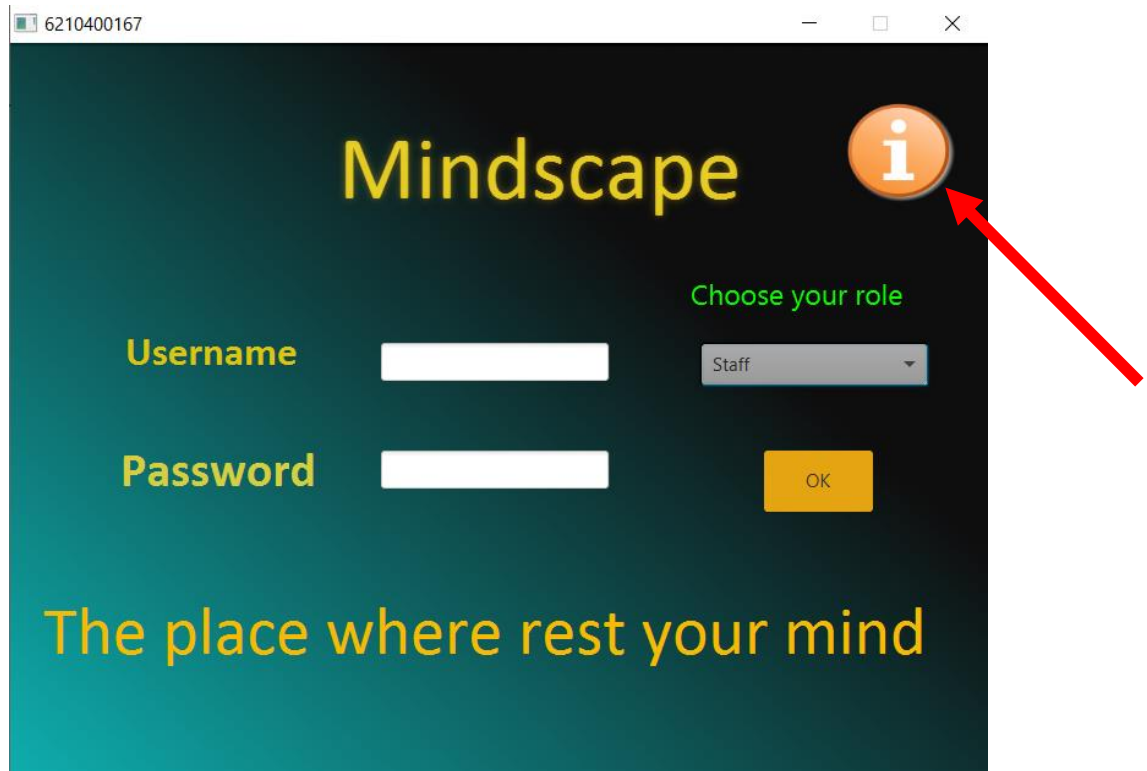 6210400167
Mindscape
i
Choose your role
Username
Staff
Password
OK
The place where rest your mind